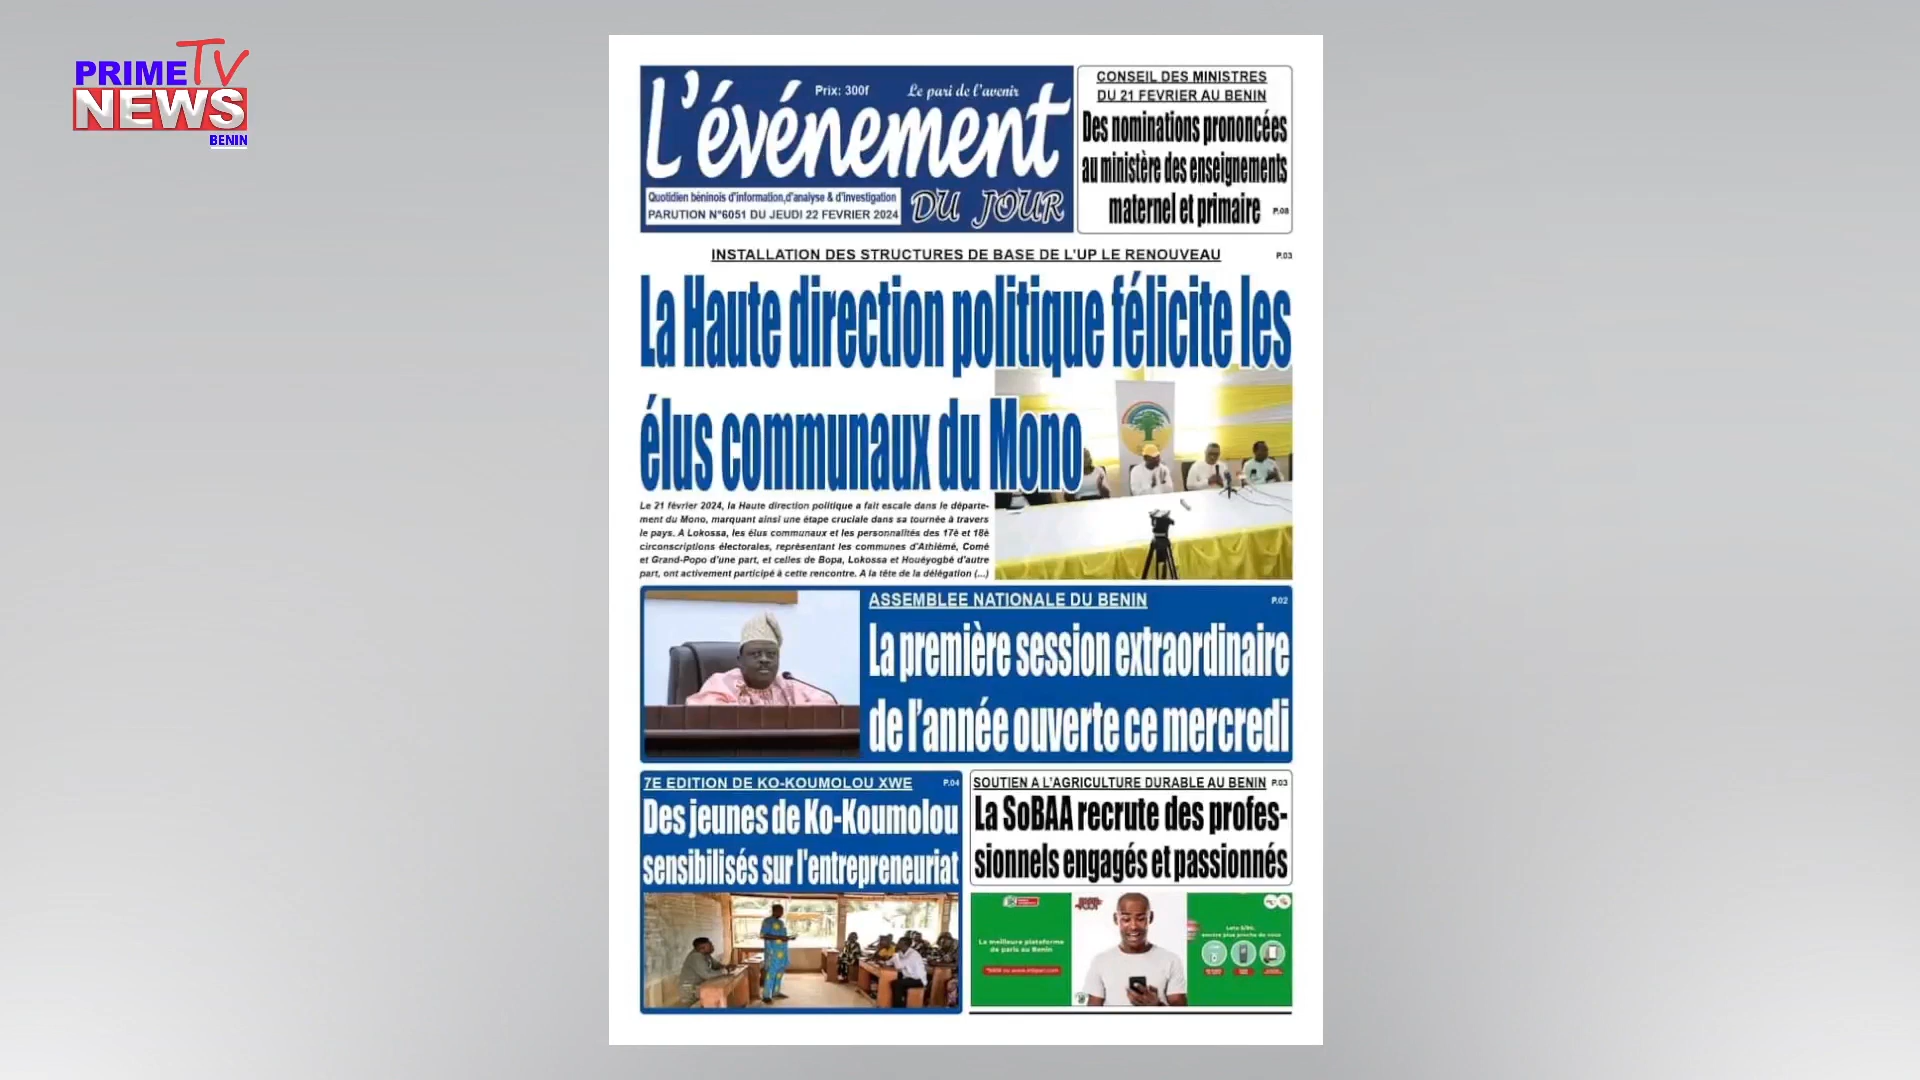 PRIME TV
NEWS
BENIN
Prix: 300f
Le pari de l'avenir
L'événement
DU JOUR
Quotidien béninois d'information,d'analyse & d'investigation
PARUTION N°6051 DU JEUDI 22 FEVRIER 2024
CONSEIL DES MINISTRES
DU 21 FEVRIER AU BENIN
Des nominations prononcées
au ministère des enseignements
maternel et primaire
P.08
INSTALLATION DES STRUCTURES DE BASE DE L'UP LE RENOUVEAU
P.03
La Haute direction politique félicite les
élus communaux du Mono
Le 21 février 2024, la Haute direction politique a fait escale dans le départe-
ment du Mono, marquant ainsi une étape cruciale dans sa tournée à travers
le pays. A Lokossa, les élus communaux et les personnalités des 17è et 18è
circonscriptions électorales, représentant les communes d'Athiémé, Comè
et Grand-Popo d'une part, et celles de Bopa, Lokossa et Houéyogbé d'autre
part, ont activement participé à cette rencontre. A la tête de la délégation (...)
ASSEMBLEE NATIONALE DU BENIN
P.02
La première session extraordinaire
de l'année ouverte ce mercredi
7E EDITION DE KO-KOUMOLOU XWE
P.04
Des jeunes de Ko-Koumolou
sensibilisés sur l'entrepreneuriat
SOUTIEN A L'AGRICULTURE DURABLE AU BENIN
P.03
La SoBAA recrute des profes-
sionnels engagés et passionnés
La meilleure plateforme
de paris au Benin
encore plus proche de vous